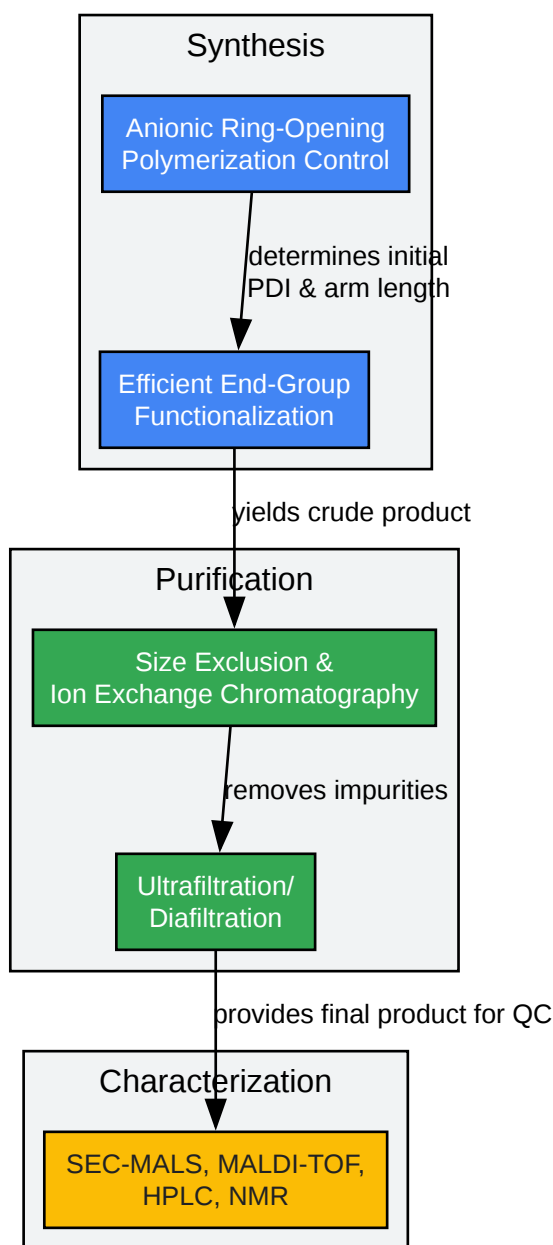 Synthesis
Anionic Ring-Opening
Polymerization Control
determines initial
PDI & arm length
Efficient End-Group
Functionalization
yields crude product
Purification
Size Exclusion &
Ion Exchange Chromatography
removes impurities
Ultrafiltration/
Diafiltration
provides final product for QC
Characterization
SEC-MALS, MALDI-TOF,
HPLC, NMR